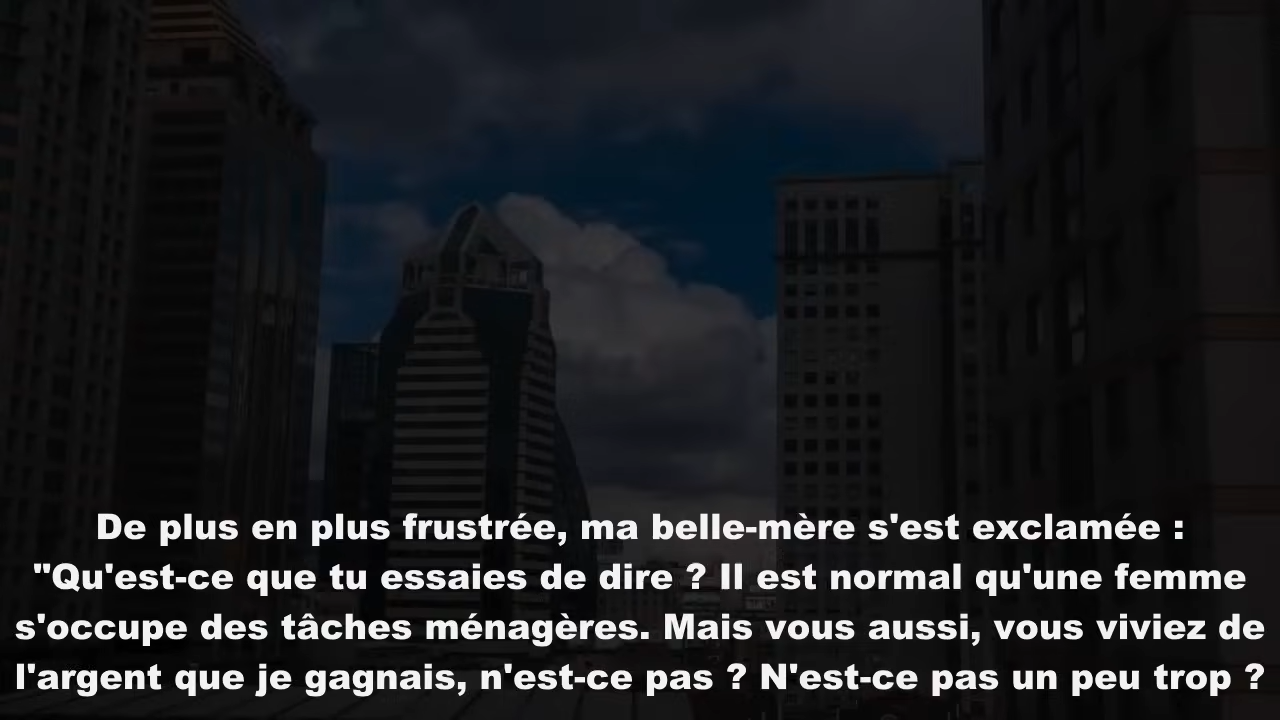 De plus en plus frustrée, ma belle-mère s'est exclamée :
"Qu'est-ce que tu essaies de dire ? Il est normal qu'une femme
s'occupe des tâches ménagères. Mais vous aussi, vous viviez de
l'argent que je gagnais, n'est-ce pas ? N'est-ce pas un peu trop ?